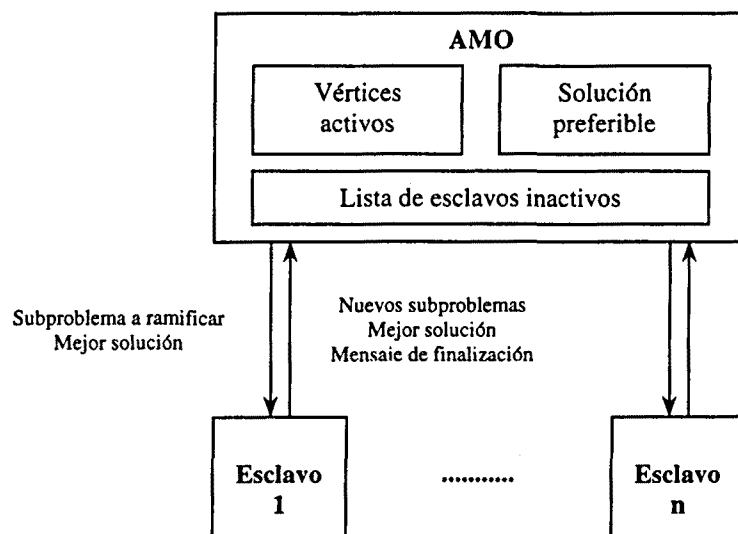 AMO
Vértices
activos
Solución
preferible
Lista de esclavos inactivos
Subproblema a ramificar
Mejor solución
Nuevos subproblemas
Mejor solución
Mensaje de finalización
Esclavo
1
...........
Esclavo
n